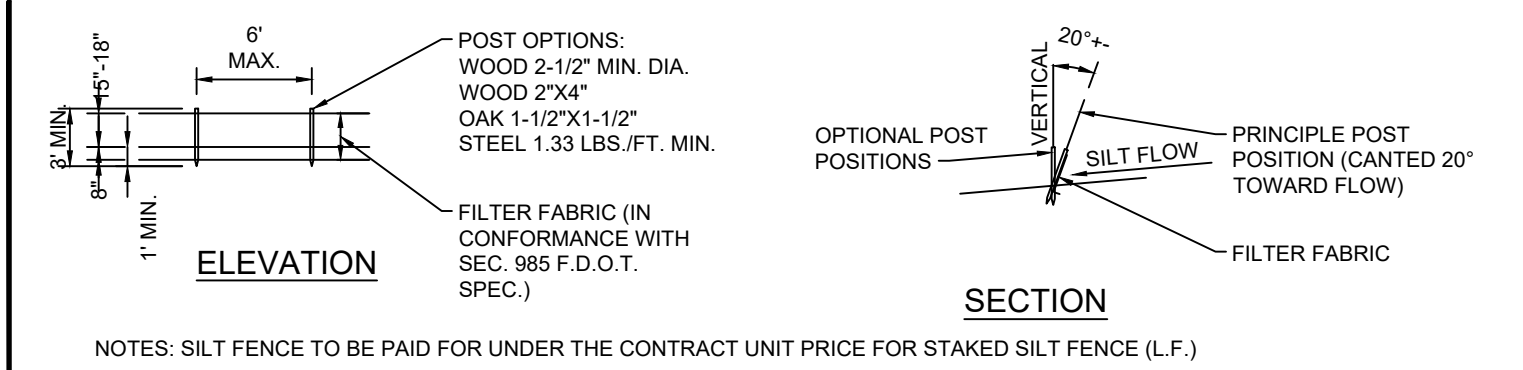 6'
MAX.
15"-18"
3' MIN.
8"
1' MIN.
POST OPTIONS:
WOOD 2-1/2" MIN. DIA.
WOOD 2"X4"
OAK 1-1/2"X1-1/2"
STEEL 1.33 LBS./FT. MIN.
FILTER FABRIC (IN
CONFORMANCE WITH
SEC. 985 F.D.O.T.
SPEC.)
ELEVATION
20°+-
VERTICAL
OPTIONAL POST
POSITIONS
SILT FLOW
PRINCIPLE POST
POSITION (CANTED 20°
TOWARD FLOW)
FILTER FABRIC
SECTION
NOTES: SILT FENCE TO BE PAID FOR UNDER THE CONTRACT UNIT PRICE FOR STAKED SILT FENCE (L.F.)